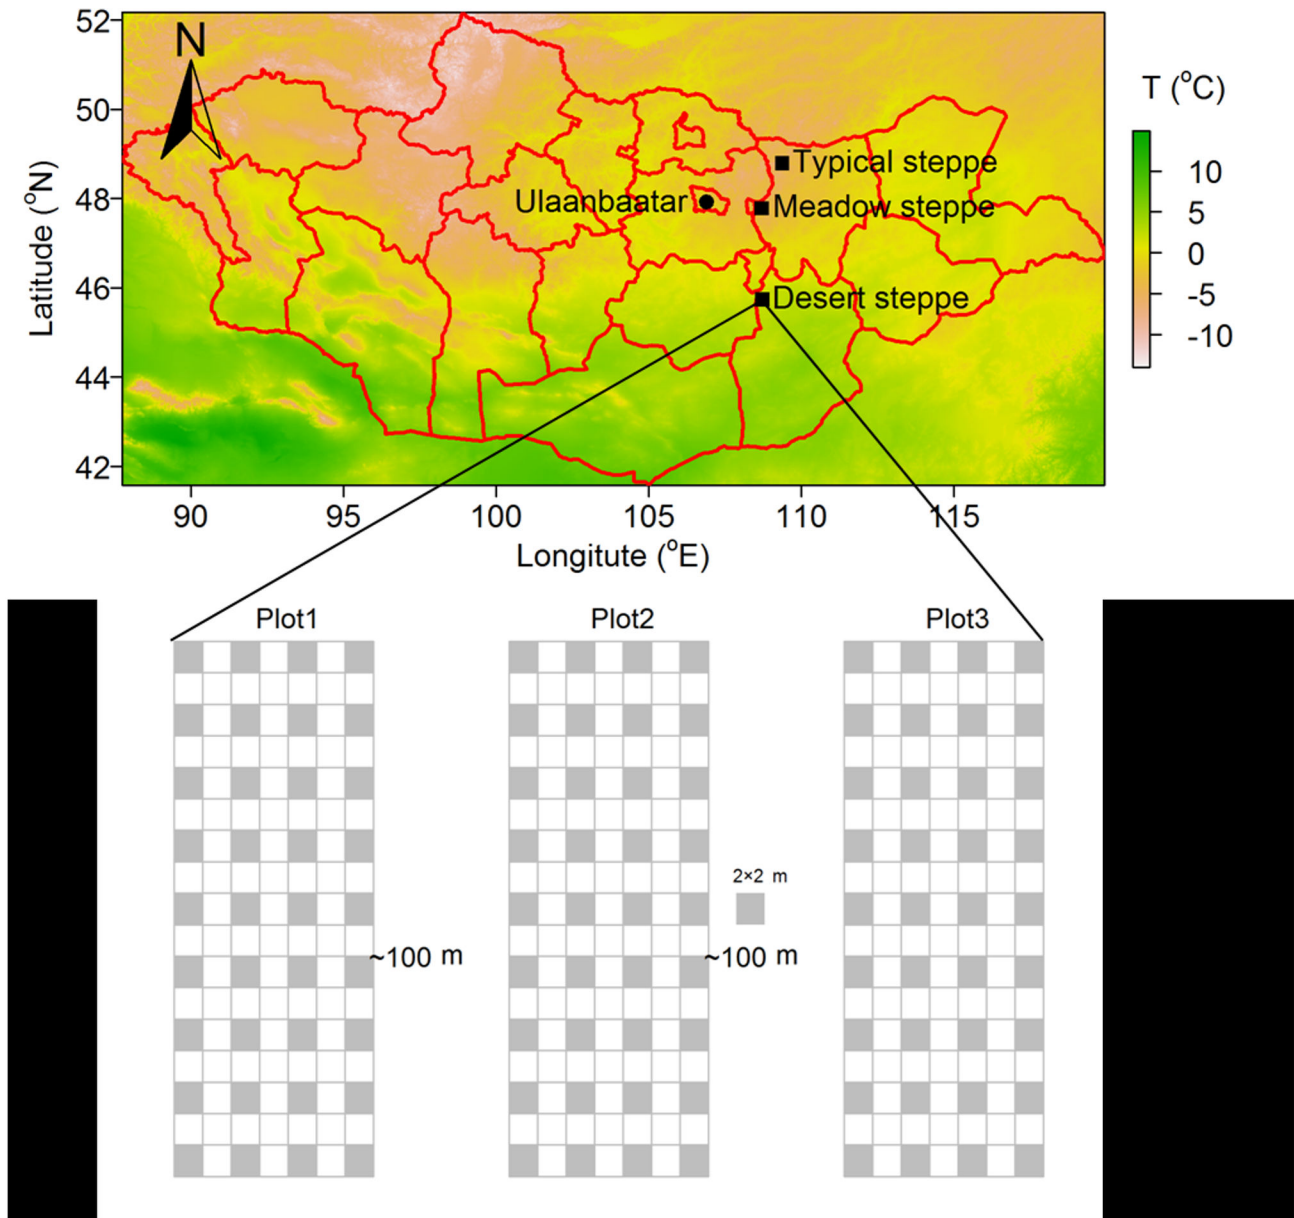 52
N
T (°C)
50
10
Typical steppe
Latitude (°N)
48
Ulaanbaatar
Meadow steppe
5
0
46
Desert steppe
-5
-10
44
42
90 95 100 105 110 115
Longitute (°E)
Plot1 Plot2 Plot3
2×2 m
~100 m ~100 m